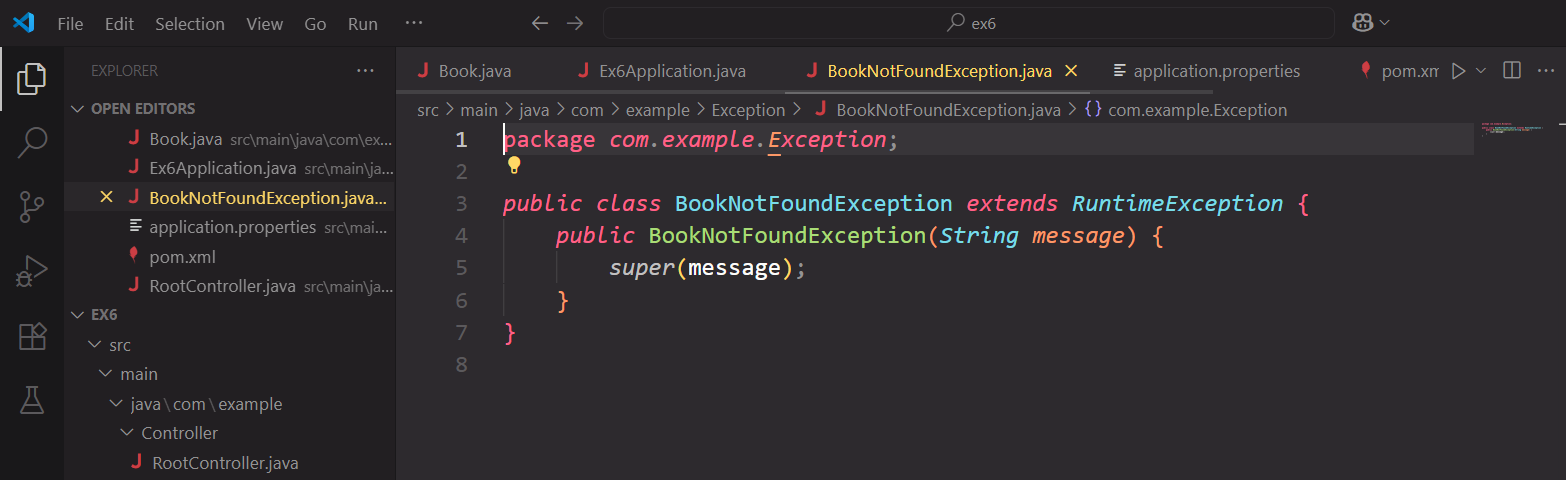 File Edit Selection View Go Run ··· ex6
EXPLORER ···
OPEN EDITORS
Book.java src\main\java\com\ex...
Ex6Application.java src\main\ja...
BookNotFoundException.java...
application.properties src\mai...
pom.xml
RootController.java src\main\ja...
EX6
src
main
java\com\example
Controller
RootController.java
Book.java Ex6Application.java BookNotFoundException.java application.properties pom.xm ···
src > main > java > com > example > Exception > BookNotFoundException.java > {} com.example.Exception
1 package com.example.Exception;
2
3 public class BookNotFoundException extends RuntimeException {
4 public BookNotFoundException(String message) {
5 super(message);
6 }
7 }
8